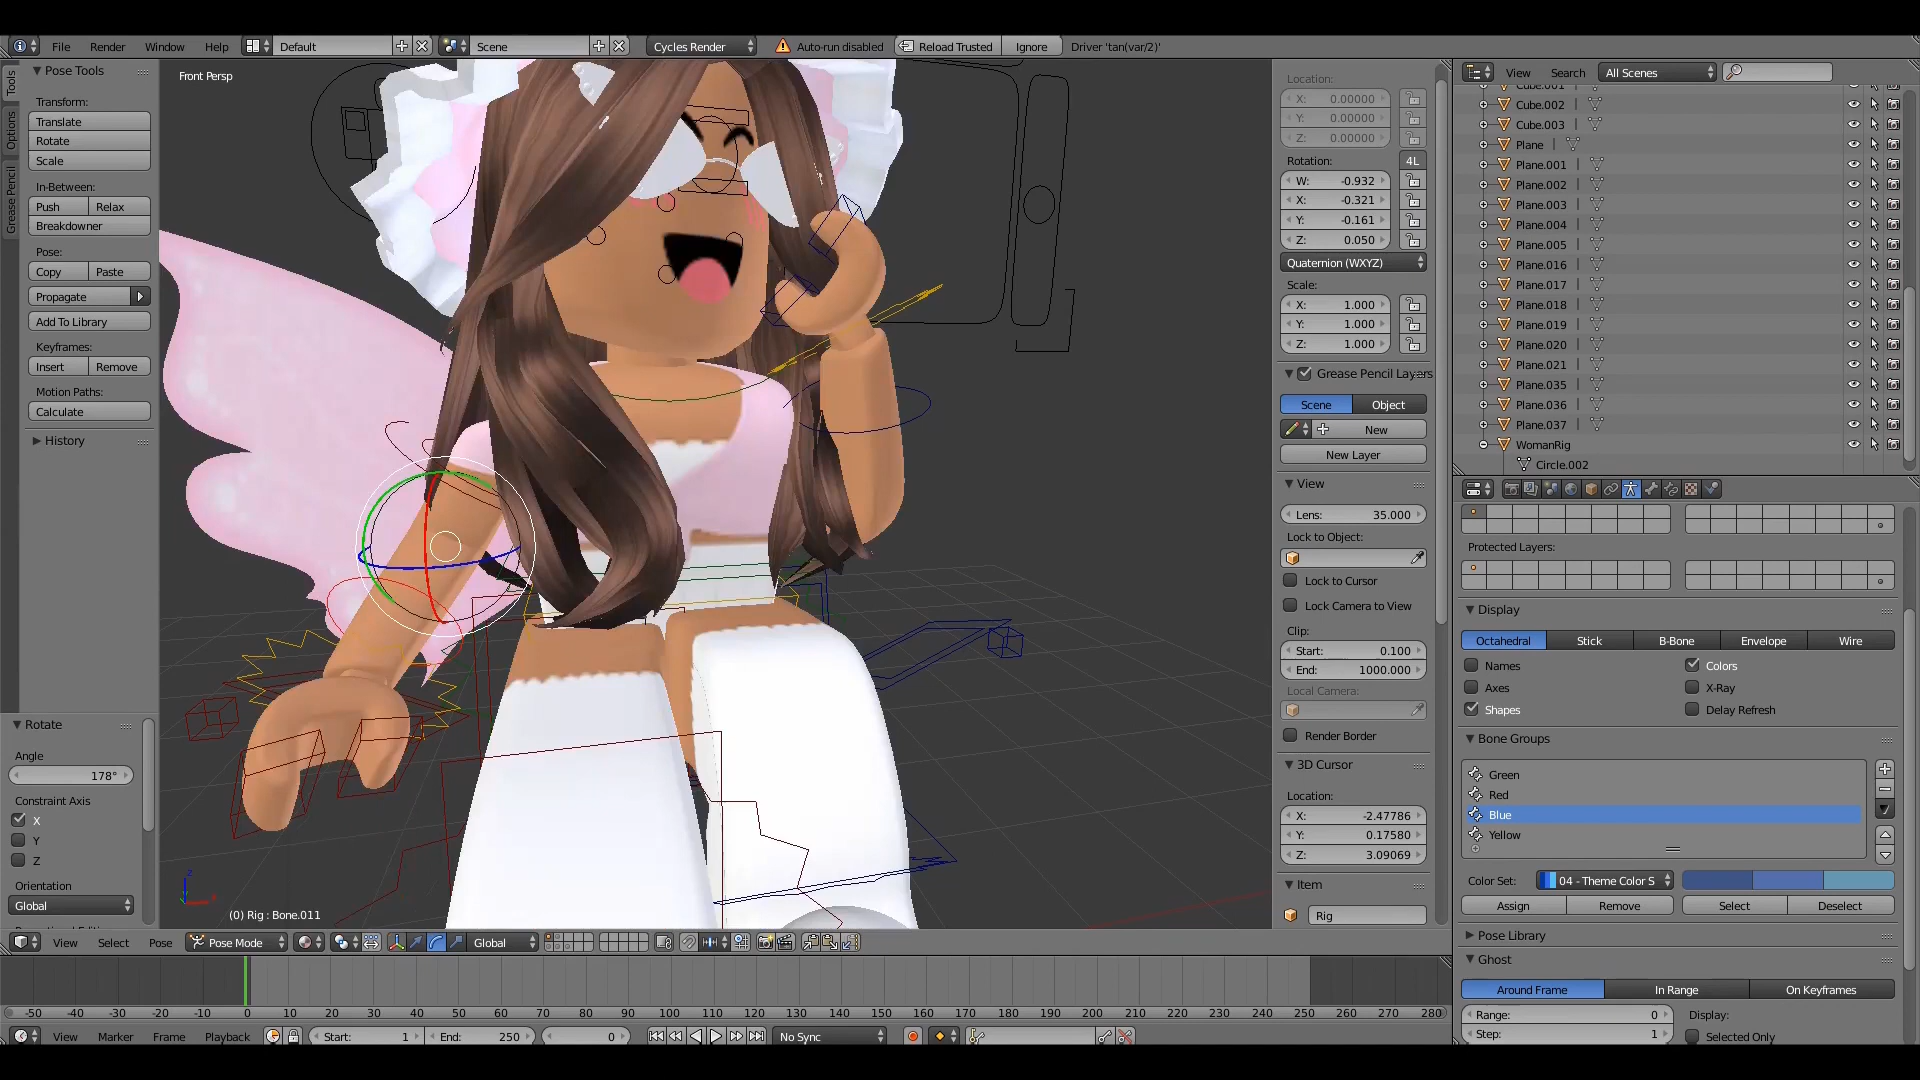 File Render Window Help Default Scene Cycles Render Auto-run disabled Reload Trusted Ignore Driver 'tan(var/2)'
Tools
Options
Grease Pencil
Pose Tools
Transform:
Translate
Rotate
Scale
In-Between:
Push Relax
Breakdowner
Pose:
Copy Paste
Propagate
Add To Library
Keyframes:
Insert Remove
Motion Paths:
Calculate
History
Rotate
Angle
178°
Constraint Axis
X
Y
Z
Orientation
Global
Front Persp
(0) Rig : Bone.011
Location:
X: 0.00000
Y: 0.00000
Z: 0.00000
Rotation: 4L
W: -0.932
X: -0.321
Y: -0.161
Z: 0.050
Quaternion (WXYZ)
Scale:
X: 1.000
Y: 1.000
Z: 1.000
Grease Pencil Layers
Scene Object
New
New Layer
View
Lens: 35.000
Lock to Object:
Lock to Cursor
Lock Camera to View
Clip:
Start: 0.100
End: 1000.000
Local Camera:
Render Border
3D Cursor
Location:
X: -2.47786
Y: 0.17580
Z: 3.09069
Item
Rig
View Search All Scenes
Cube.001
Cube.002
Cube.003
Plane
Plane.001
Plane.002
Plane.003
Plane.004
Plane.005
Plane.016
Plane.017
Plane.018
Plane.019
Plane.020
Plane.021
Plane.035
Plane.036
Plane.037
WomanRig
Circle.002
Protected Layers:
Display
Octahedral Stick B-Bone Envelope Wire
Names Colors
Axes X-Ray
Shapes Delay Refresh
Bone Groups
Green
Red
Blue
Yellow
Color Set: 04 - Theme Color S
Assign Remove Select Deselect
Pose Library
Ghost
Around Frame In Range On Keyframes
Range: 0 Display:
Step: 1 Selected Only
View Select Pose Pose Mode Global
-50 -40 -30 -20 -10 0 10 20 30 40 50 60 70 80 90 100 110 120 130 140 150 160 170 180 190 200 210 220 230 240 250 260 270 280
View Marker Frame Playback Start: 1 End: 250 0 No Sync